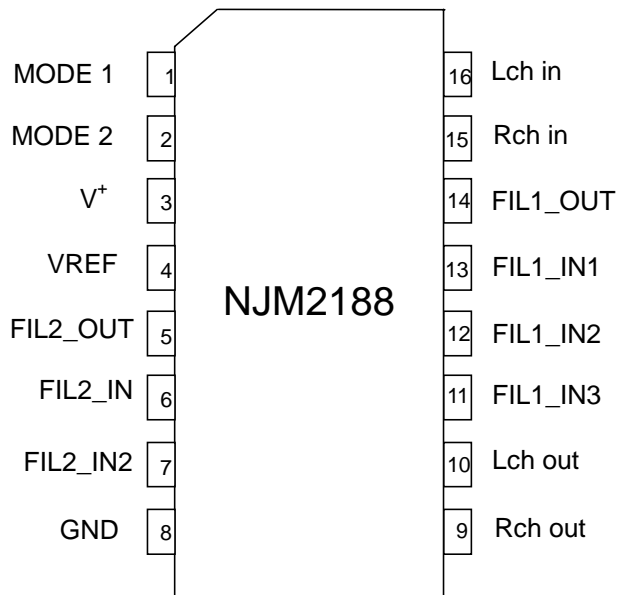 MODE 1 1 16 Lch in
MODE 2 2 15 Rch in
V+ 3 14 FIL1_OUT
VREF 4 13 FIL1_IN1
NJM2188
FIL2_OUT 5 12 FIL1_IN2
FIL2_IN 6 11 FIL1_IN3
FIL2_IN2 7 10 Lch out
GND 8 9 Rch out